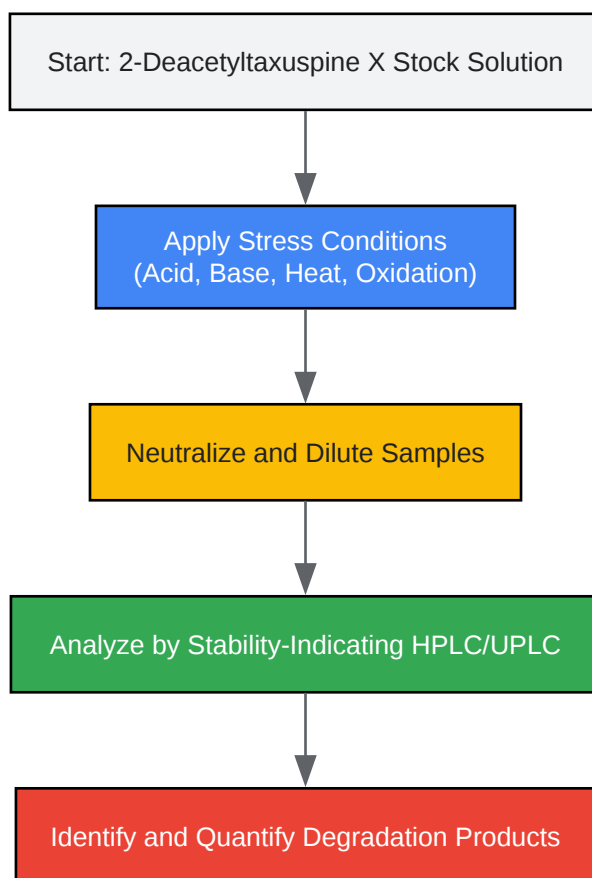 Start: 2-Deacetyltaxuspine X Stock Solution
Apply Stress Conditions
(Acid, Base, Heat, Oxidation)
Neutralize and Dilute Samples
Analyze by Stability-Indicating HPLC/UPLC
Identify and Quantify Degradation Products